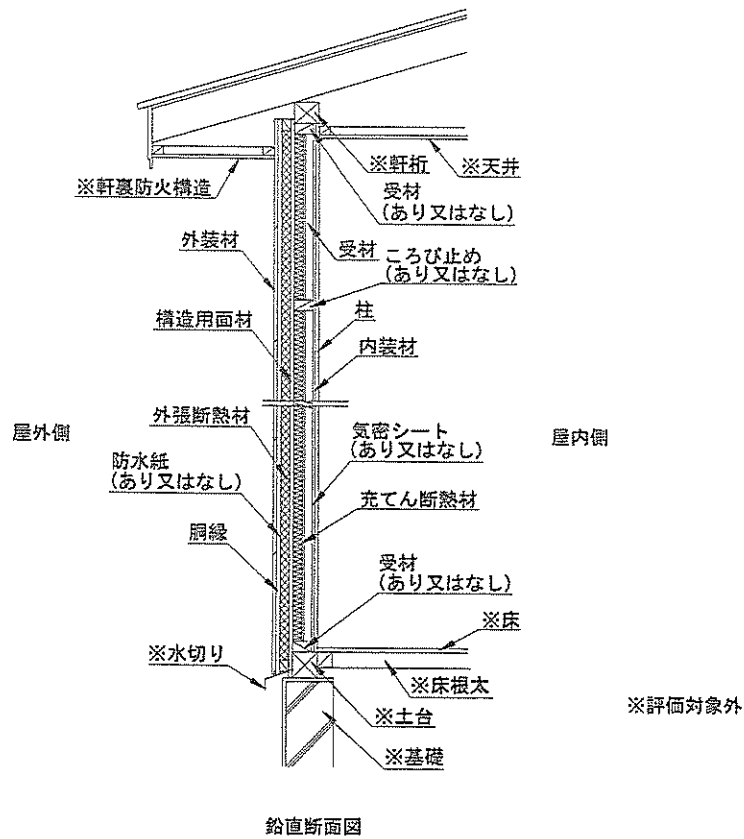 ※軒裏防火構造
※軒桁
※天井
受材
(あり又はなし)
外装材
受材
ころび止め
(あり又はなし)
構造用面材
柱
内装材
屋外側
外張断熱材
気密シート
(あり又はなし)
屋内側
防水紙
(あり又はなし)
充てん断熱材
胴縁
受材
(あり又はなし)
※床
※水切り
※床根太
※土台
※評価対象外
※基礎
鉛直断面図